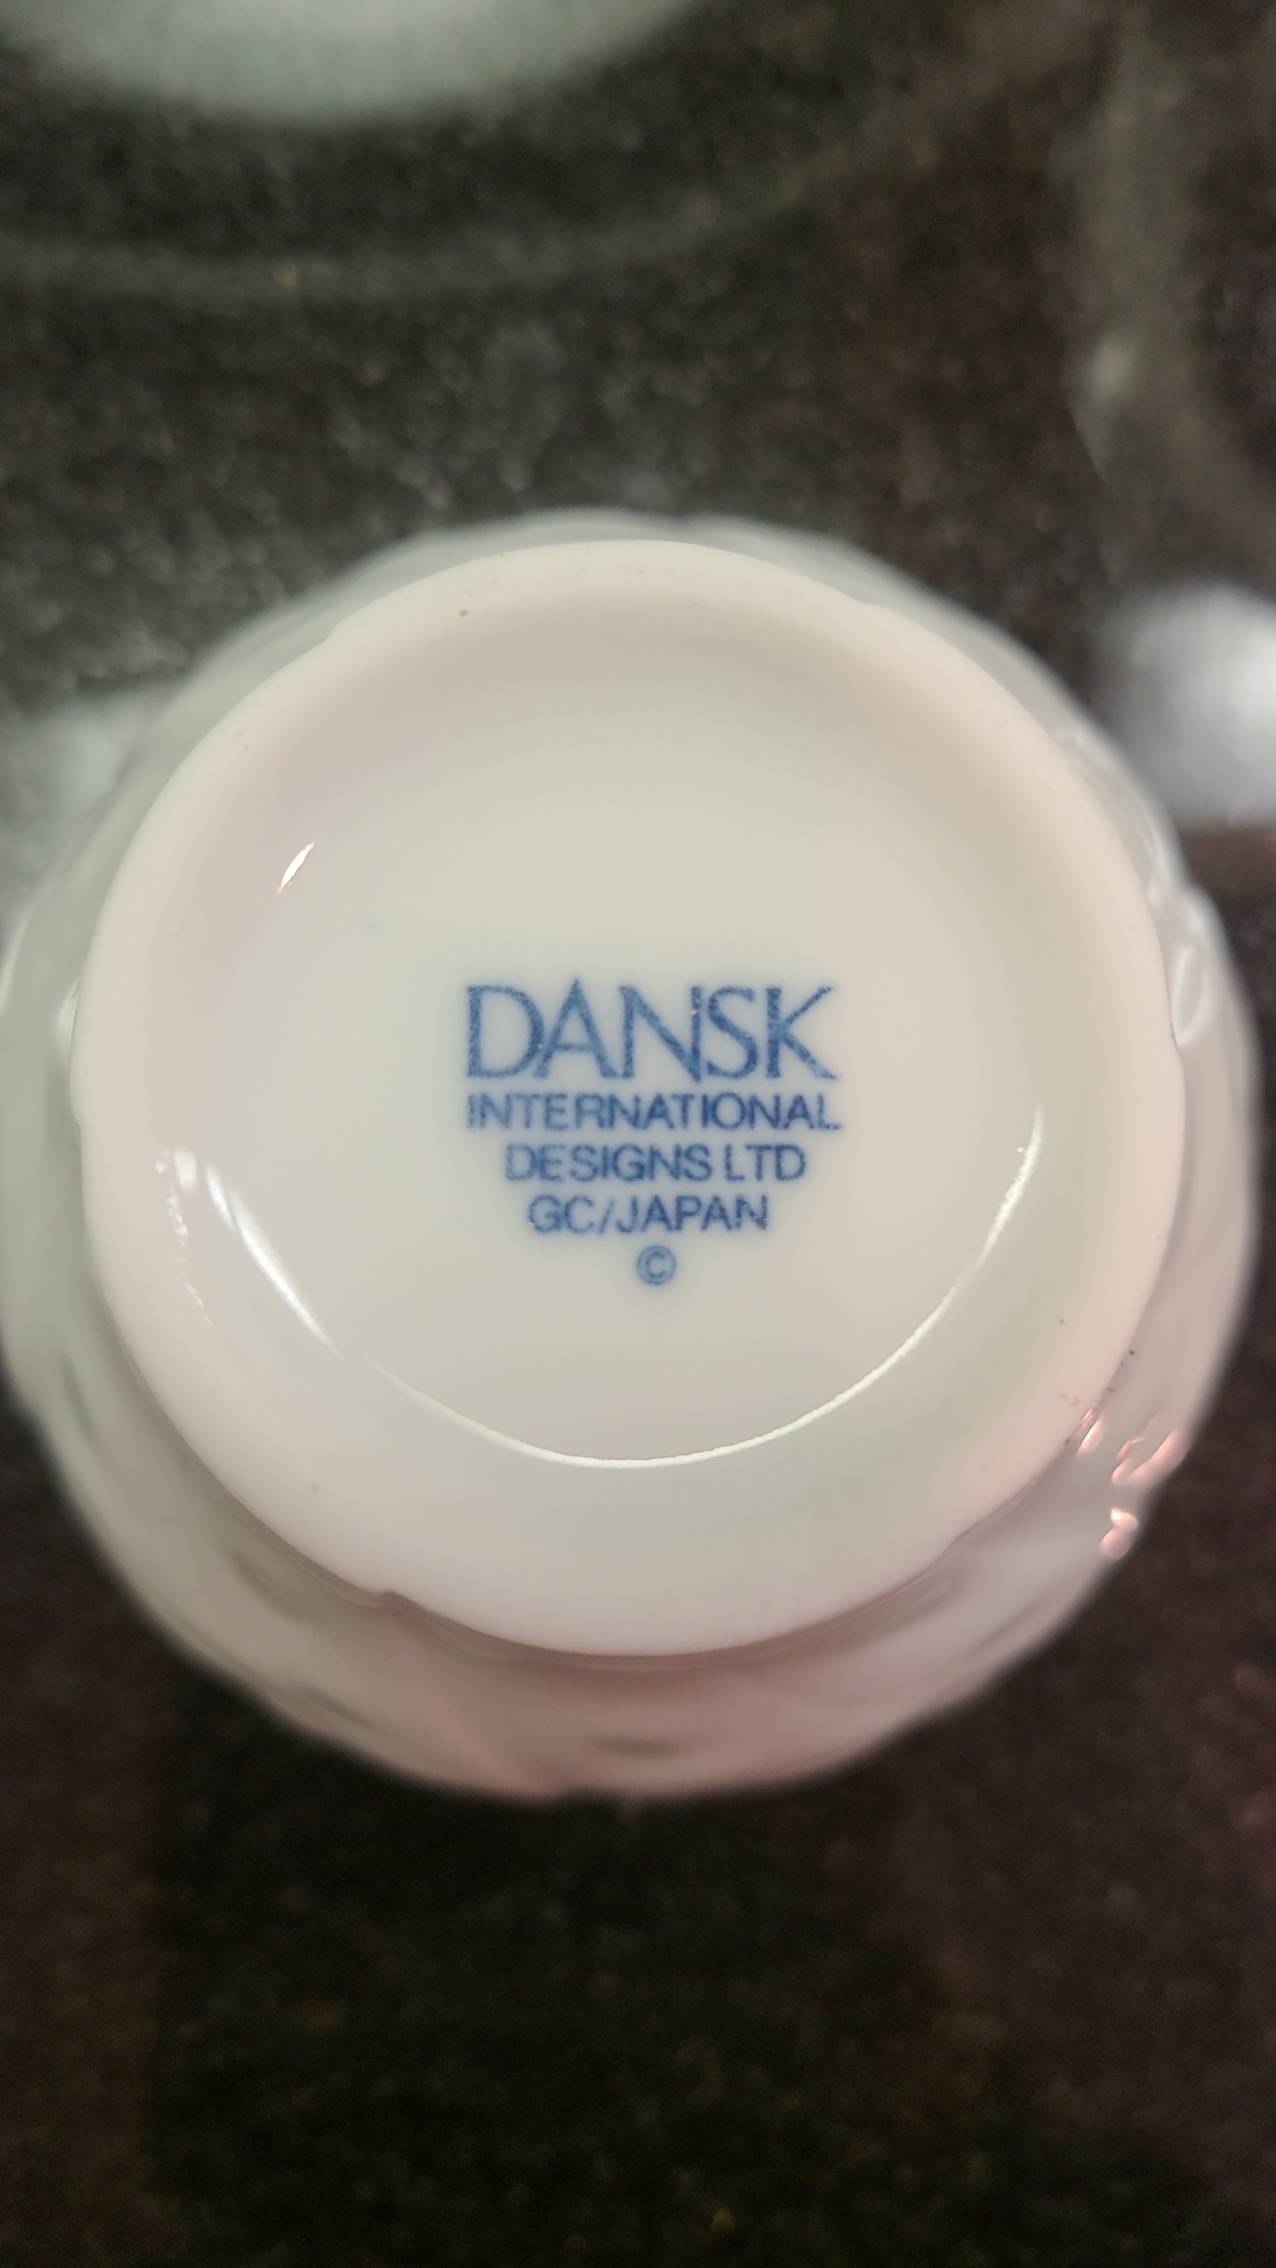 DANSK
INTERNATIONAL
DESIGNS LTD
GC/JAPAN
©